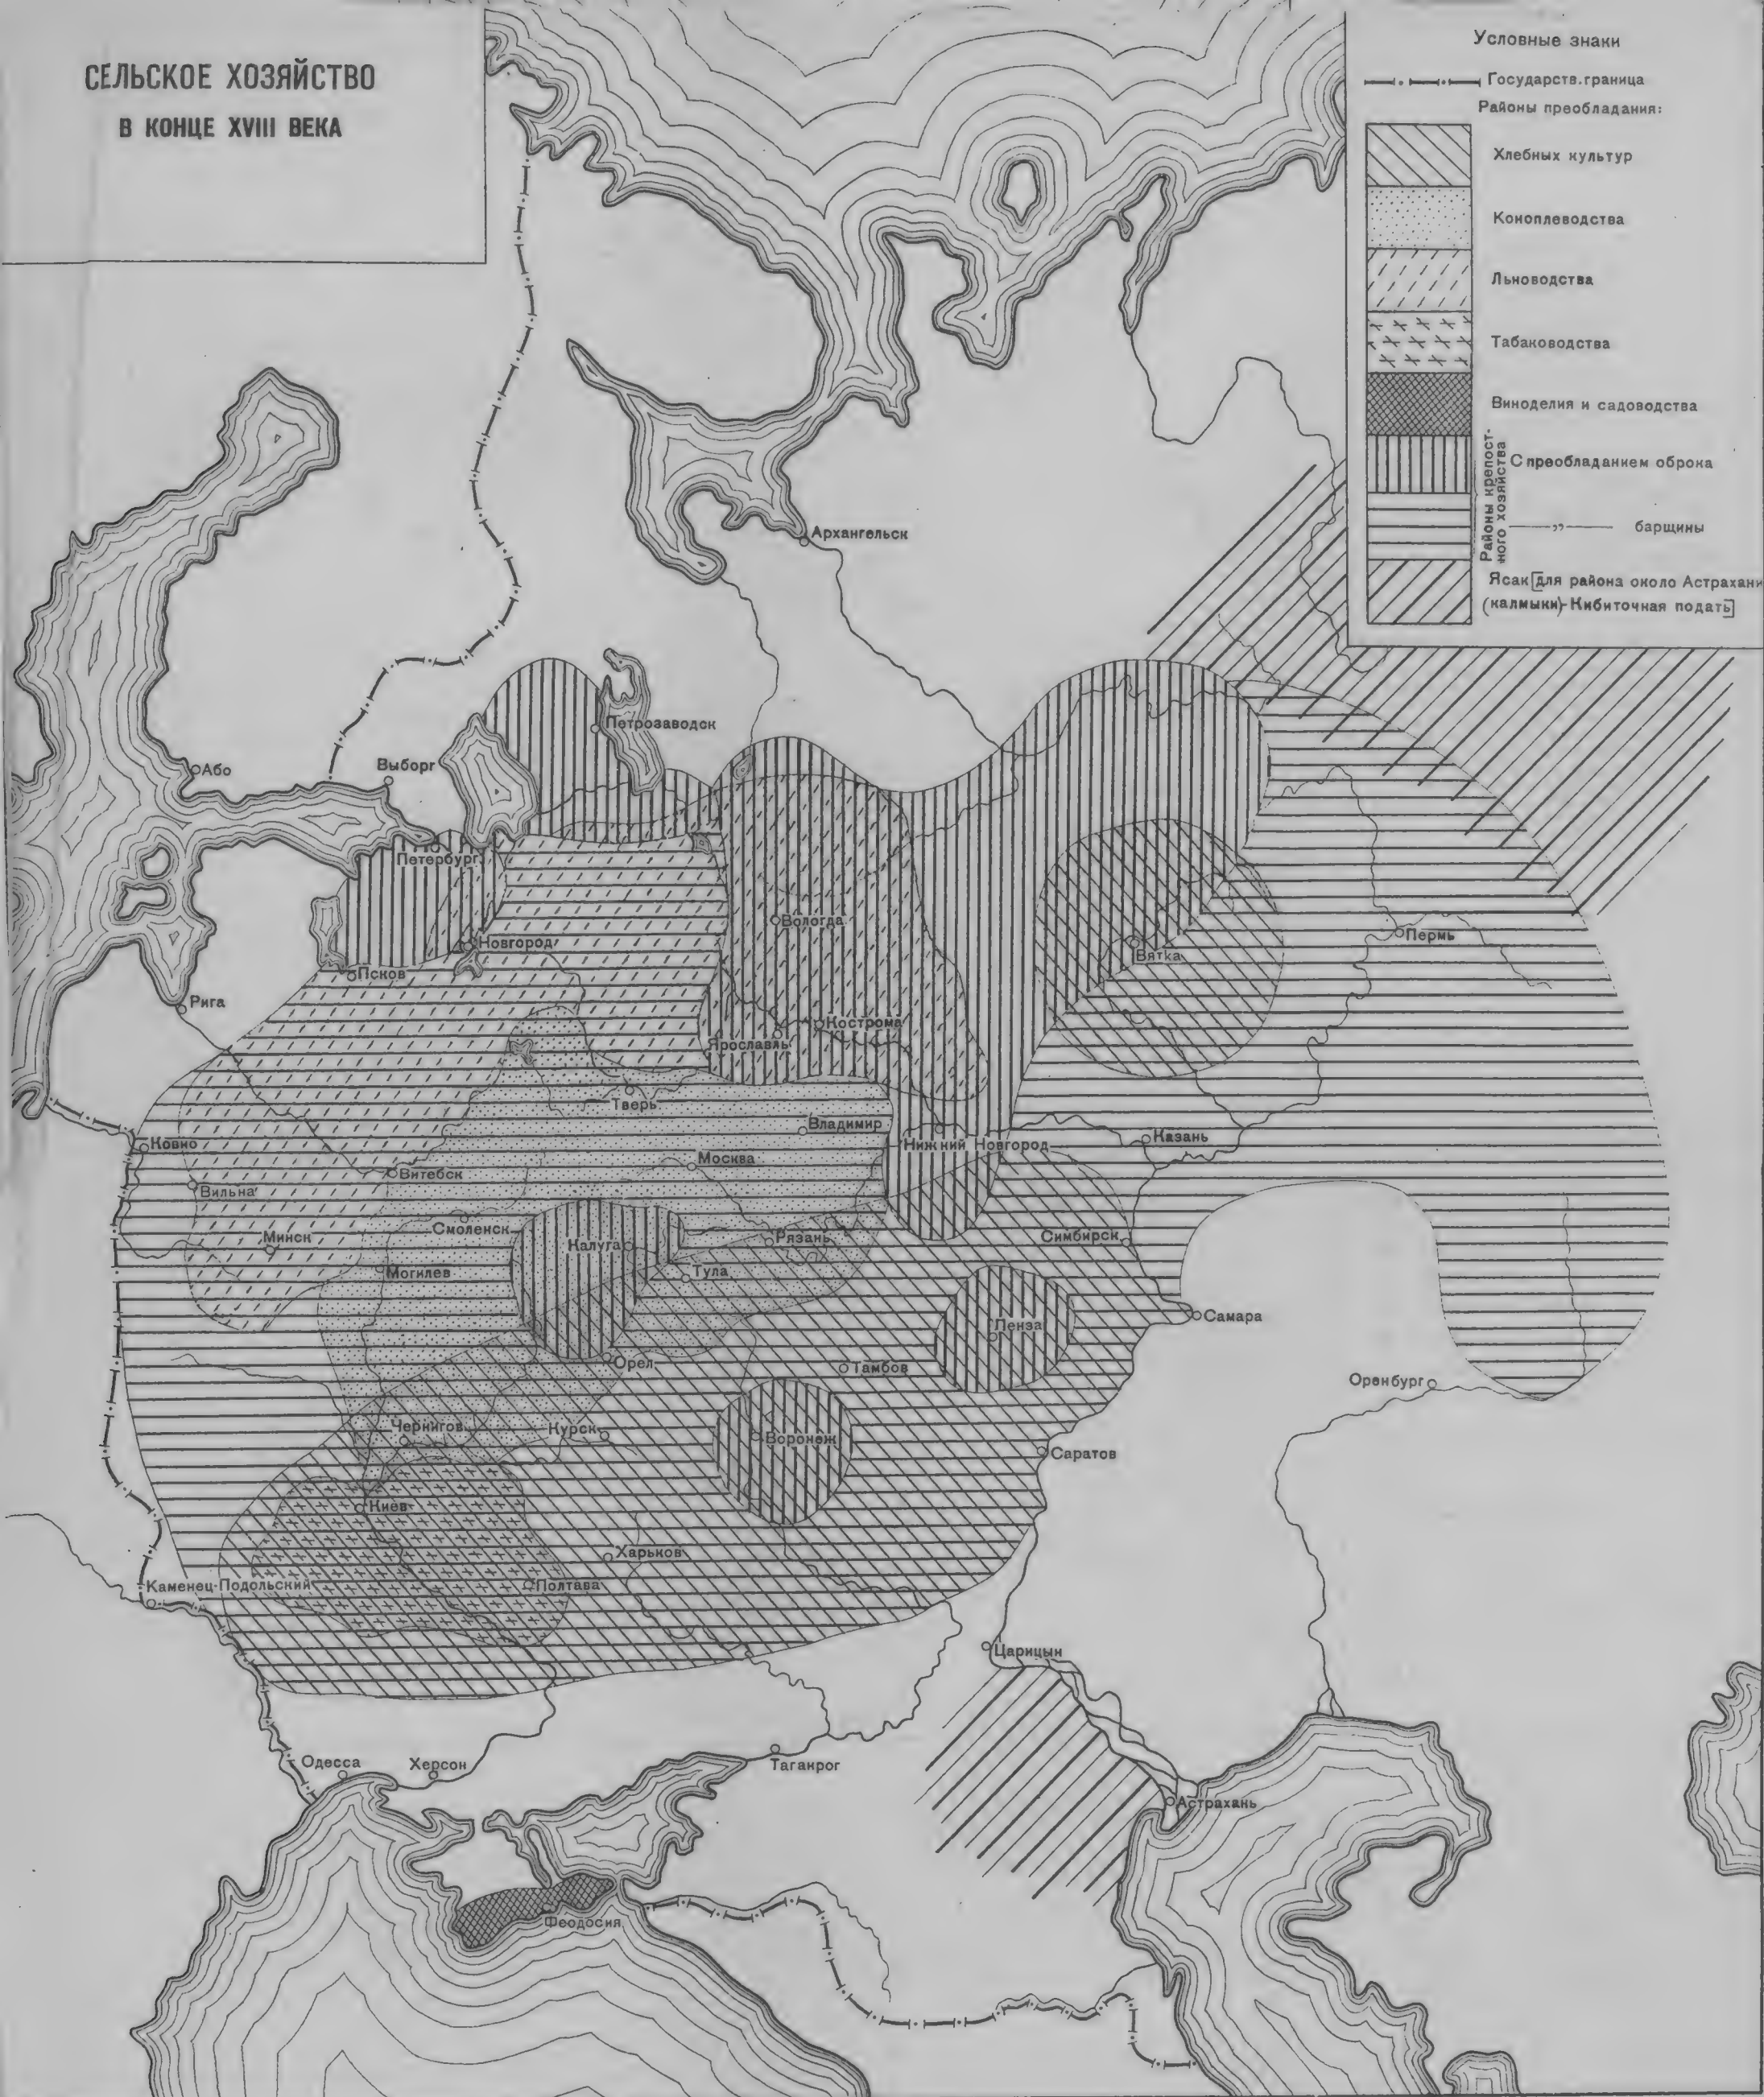 СЕЛЬСКОЕ ХОЗЯЙСТВО
В КОНЦЕ XVIII ВЕКА
Условные знаки
Государств.граница
Районы преобладания:
Хлебных культур
Коноплеводства
Льноводства
Табаководства
Виноделия и садоводства
Районы крепост-
ного хозяйства
С преобладанием оброка
—„— барщины
Ясак [для района около Астрахани
(калмыки)-Кибиточная подать]
Архангельск
Петрозаводск
Або
Выборг
Петербург
Вологда
Новгород
Пермь
Вятка
Псков
Рига
Кострома
Ярославль
Тверь
Владимир
Ковно
Нижний Новгород
Казань
Москва
Витебск
Вильна
Смоленск
Минск
Калуга
Рязань
Симбирск
Могилев
Тула
Самара
Пенза
Орел
Тамбов
Оренбург
Чернигов
Курск
Воронеж
Саратов
Киев
Харьков
Каменец-Подольский
Полтава
Царицын
Одесса
Херсон
Таганрог
Астрахань
Феодосия